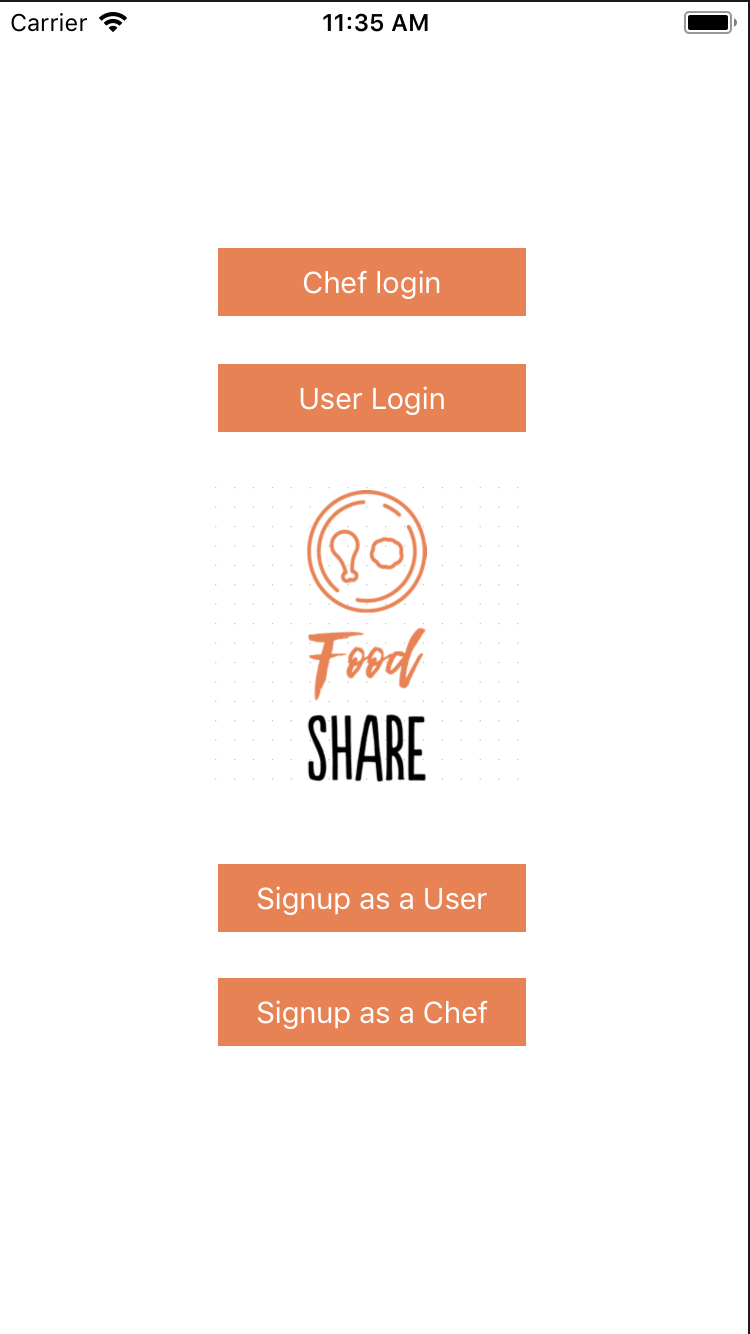 Carrier 11:35 AM
Chef login
User Login
Food
SHARE
Signup as a User
Signup as a Chef